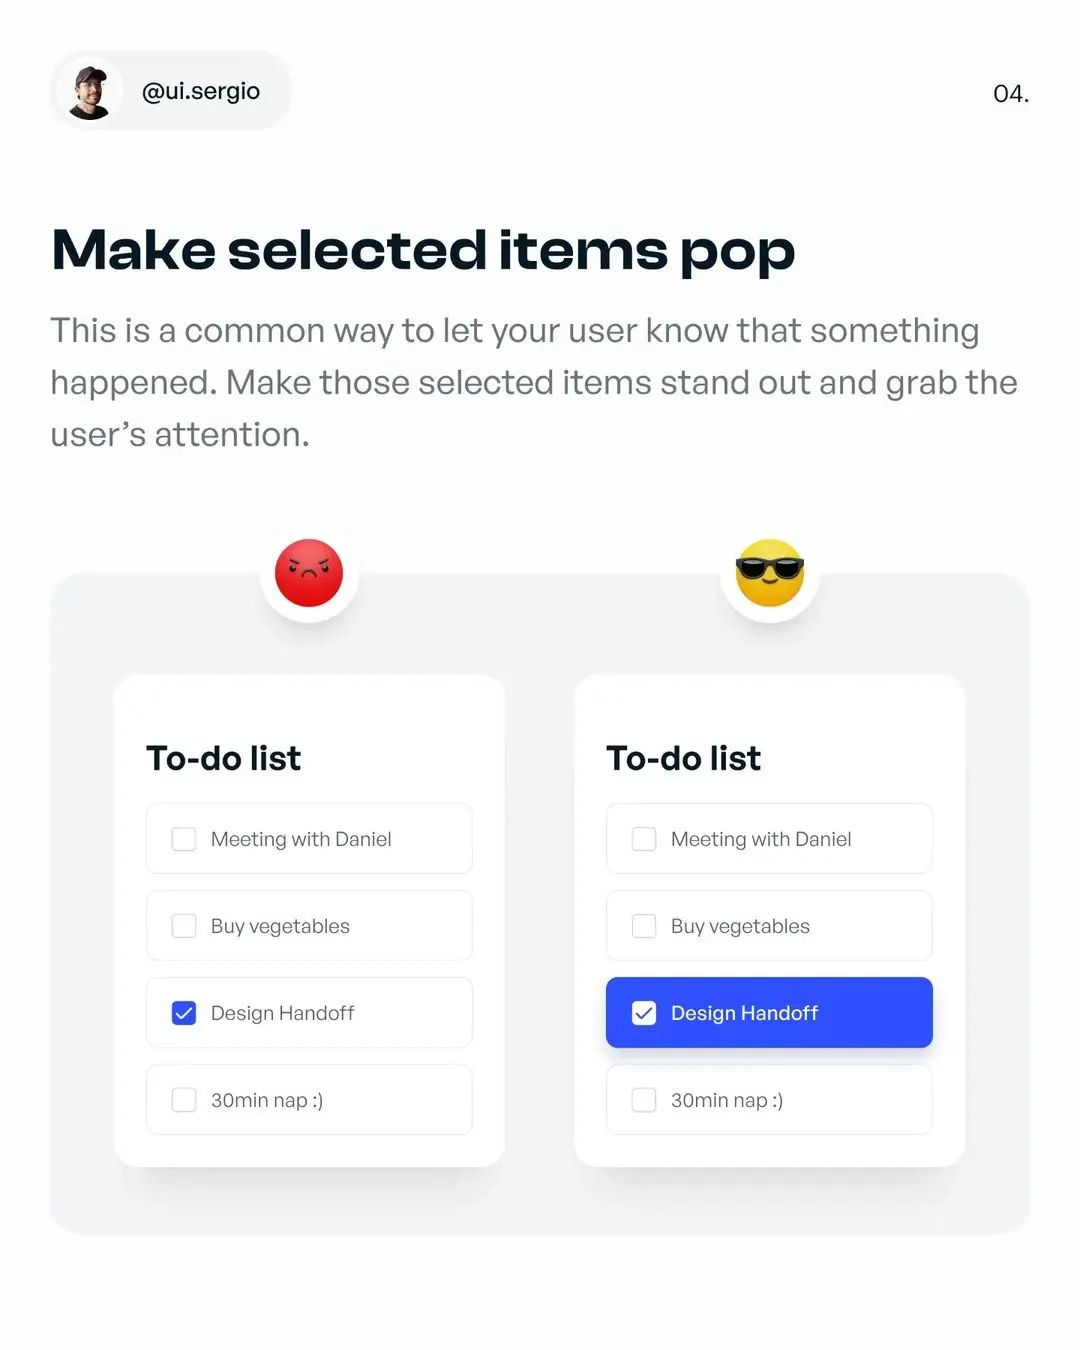 @ui.sergio
04.
Make selected items pop
This is a common way to let your user know that something
happened. Make those selected items stand out and grab the
user’s attention.
To-do list
Meeting with Daniel
Buy vegetables
Design Handoff
30min nap :)
To-do list
Meeting with Daniel
Buy vegetables
Design Handoff
30min nap :)